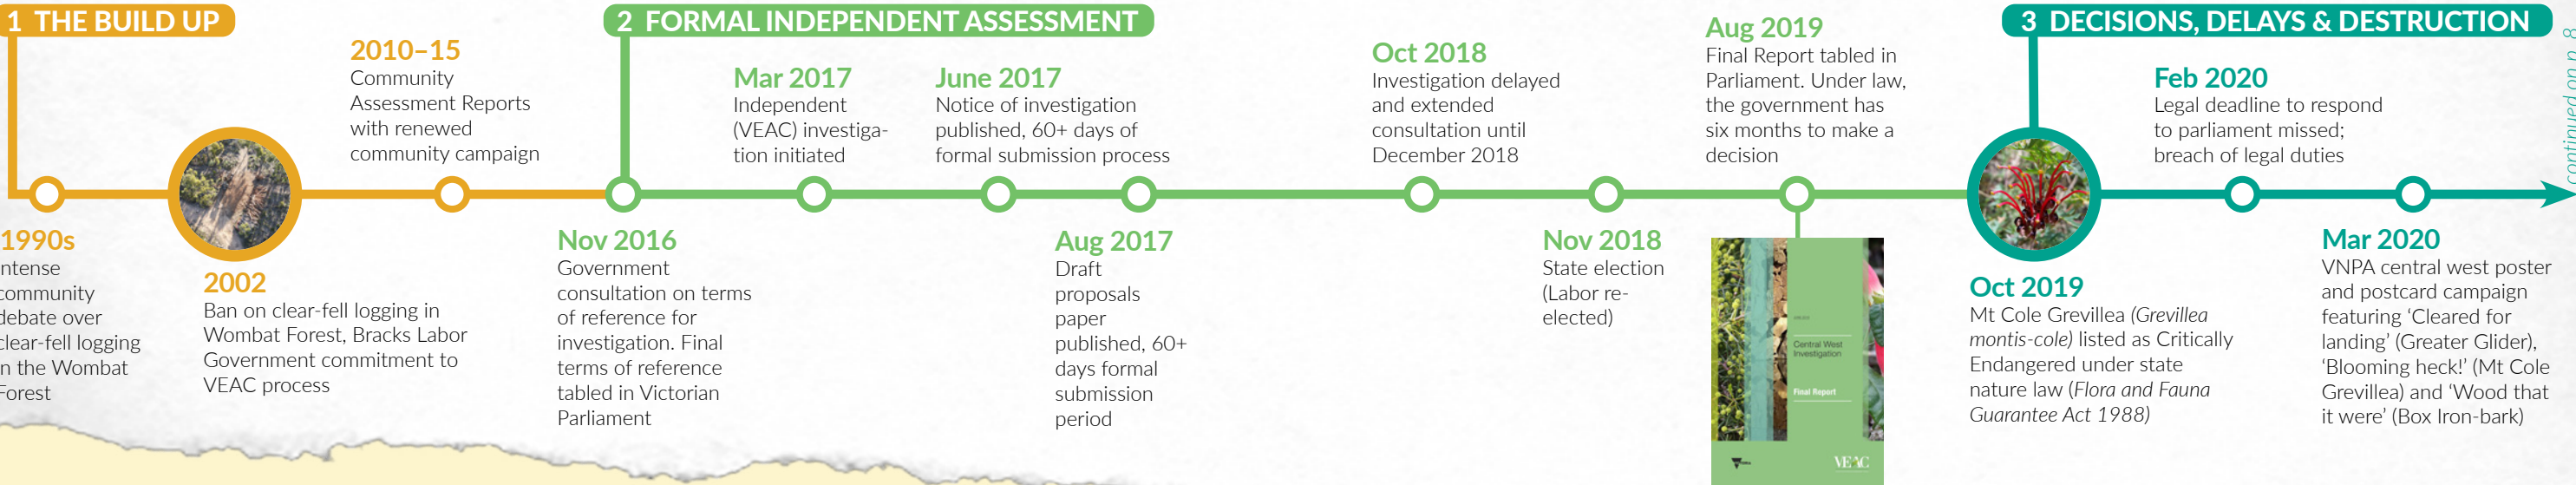 1 THE BUILD UP
1990s
ntense
community
debate over
clear-fell logging
n the Wombat
Forest
2002
Ban on clear-fell logging in
Wombat Forest, Bracks Labor
Government commitment to
VEAC process
2010–15
Community
Assessment Reports
with renewed
community campaign
2 FORMAL INDEPENDENT ASSESSMENT
Nov 2016
Government
consultation on terms
of reference for
investigation. Final
terms of reference
tabled in Victorian
Parliament
Mar 2017
Independent
(VEAC) investiga-
tion initiated
June 2017
Notice of investigation
published, 60+ days of
formal submission process
Aug 2017
Draft
proposals
paper
published, 60+
days formal
submission
period
Oct 2018
Investigation delayed
and extended
consultation until
December 2018
Nov 2018
State election
(Labor re-
elected)
Aug 2019
Final Report tabled in
Parliament. Under law,
the government has
six months to make a
decision
Central West
Investigation
Final Report
VEAC
3 DECISIONS, DELAYS & DESTRUCTION
Oct 2019
Mt Cole Grevillea (Grevillea
montis-cole) listed as Critically
Endangered under state
nature law (Flora and Fauna
Guarantee Act 1988)
Feb 2020
Legal deadline to respond
to parliament missed;
breach of legal duties
Mar 2020
VNPA central west poster
and postcard campaign
featuring ‘Cleared for
landing’ (Greater Glider),
‘Blooming heck!’ (Mt Cole
Grevillea) and ‘Wood that
it were’ (Box Iron-bark)
continued on p 8